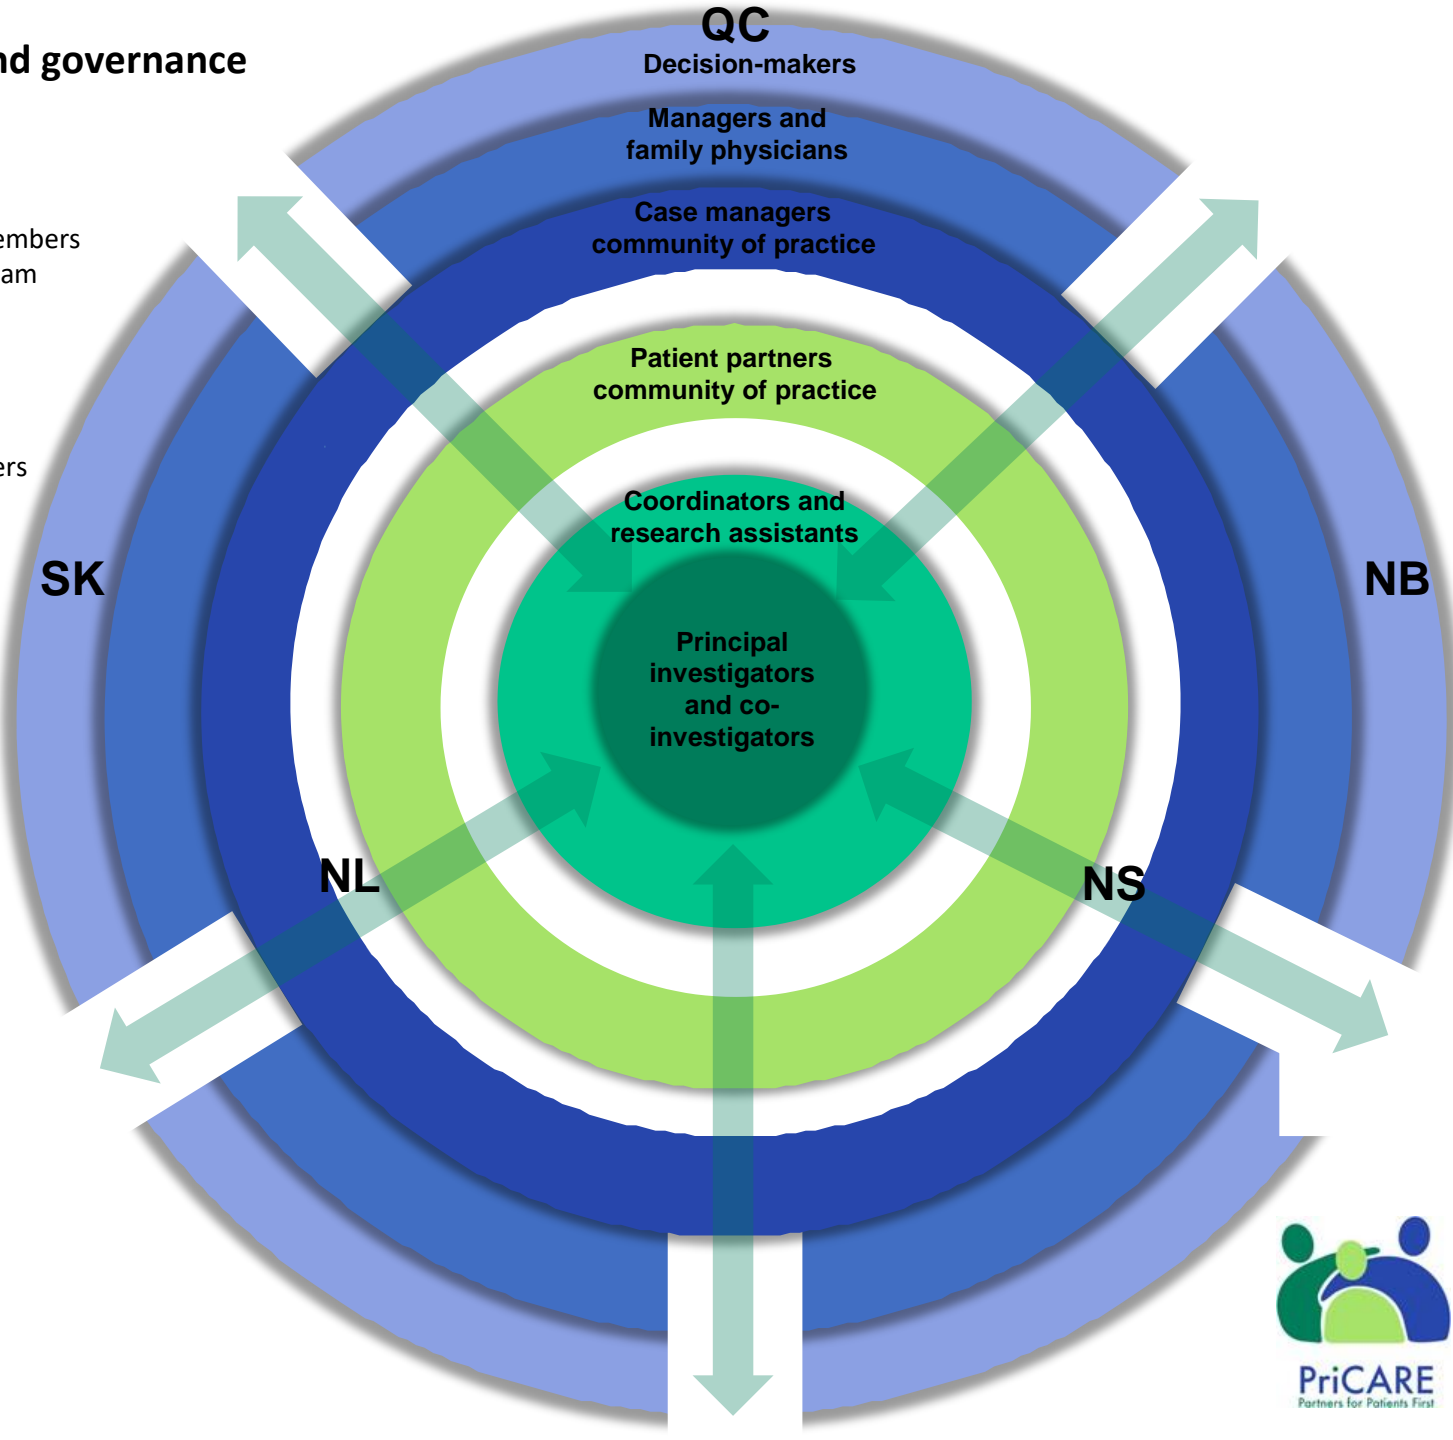 QC
nd governance
Decision-makers
Managers and
family physicians
Case managers
community of practice
embers
am
Patient partners
community of practice
ers
Coordinators and
research assistants
SK
NB
Principal
investigators
and co-
investigators
NL
NS
PriCARE
Partners for Patients First